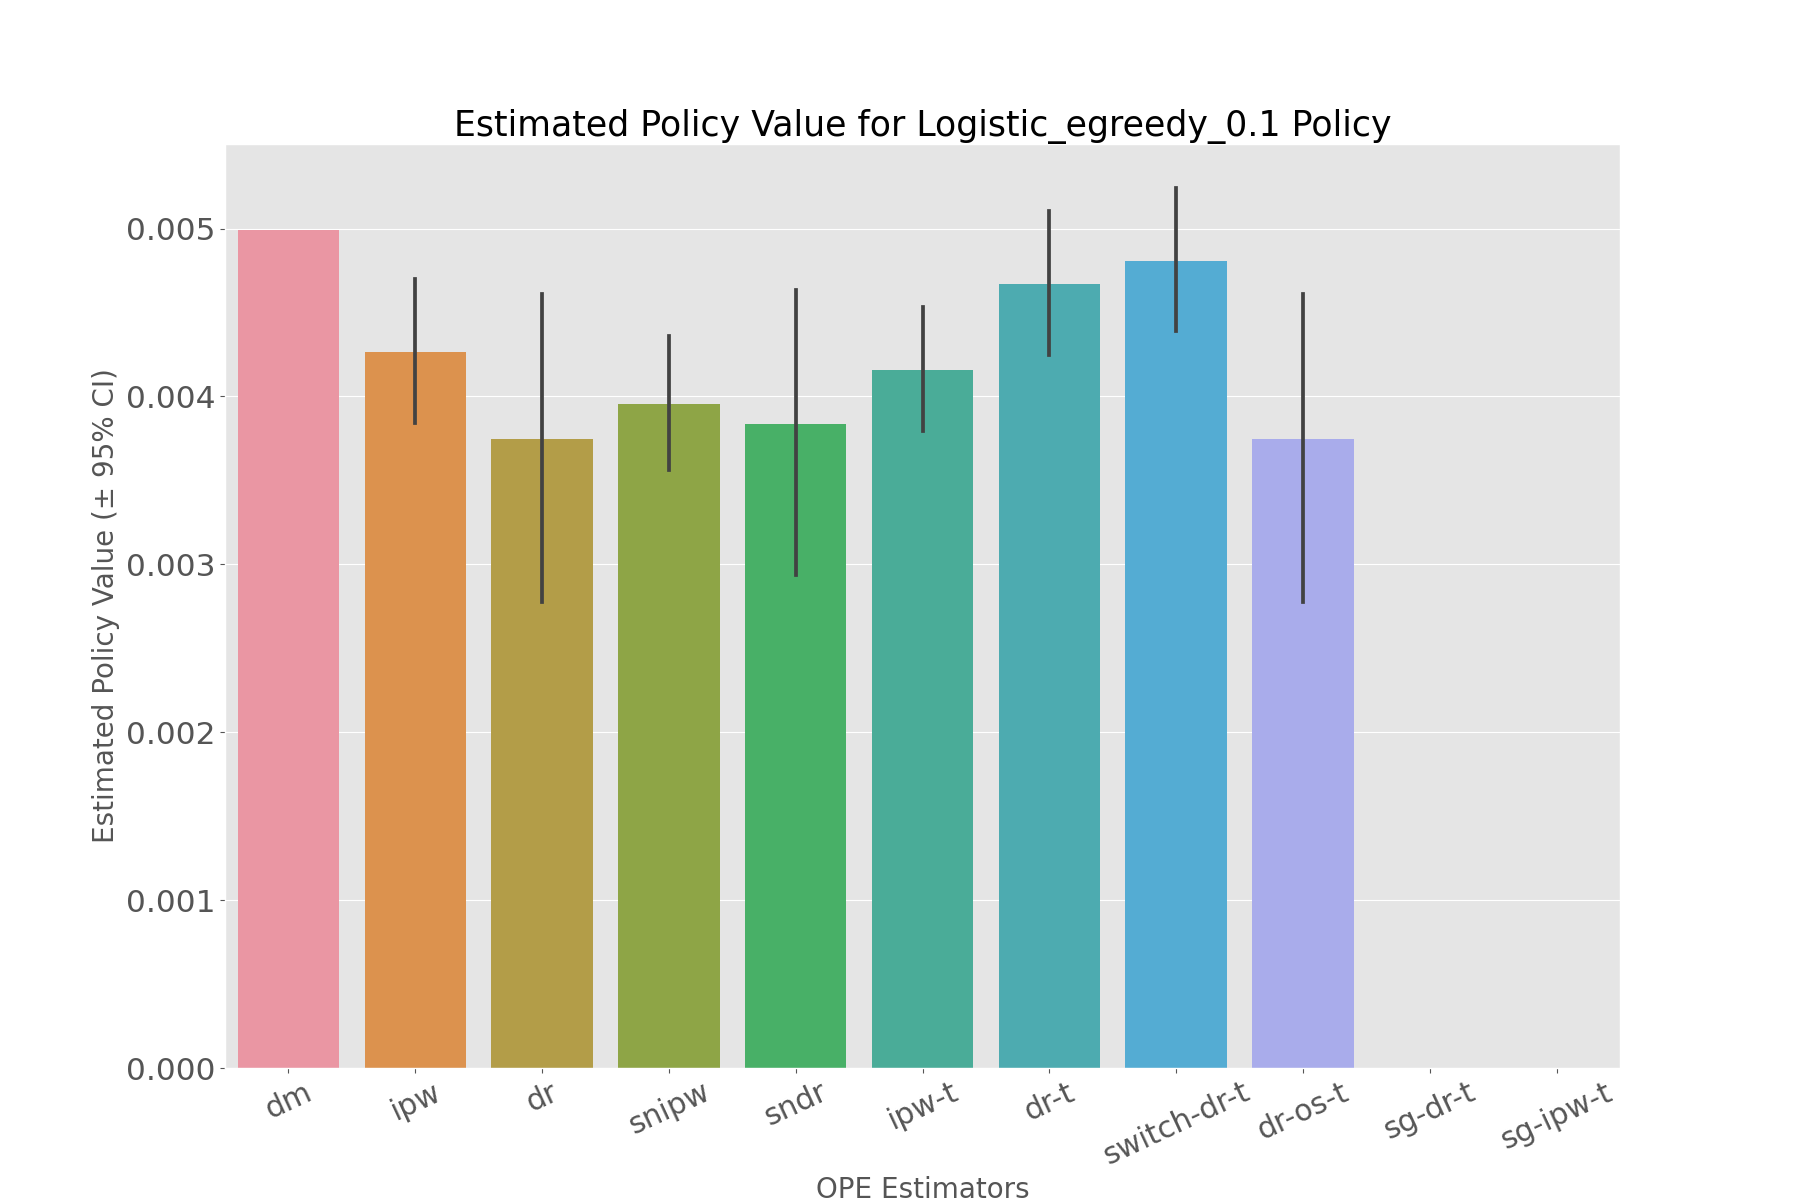 Estimated Policy Value for Logistic_egreedy_0.1 Policy
Estimated Policy Value (± 95% CI)
0.005
0.004
0.003
0.002
0.001
0.000
dm
ipw
dr
snipw
sndr
ipw-t
dr-t
switch-dr-t
dr-os-t
sg-dr-t
sg-ipw-t
OPE Estimators